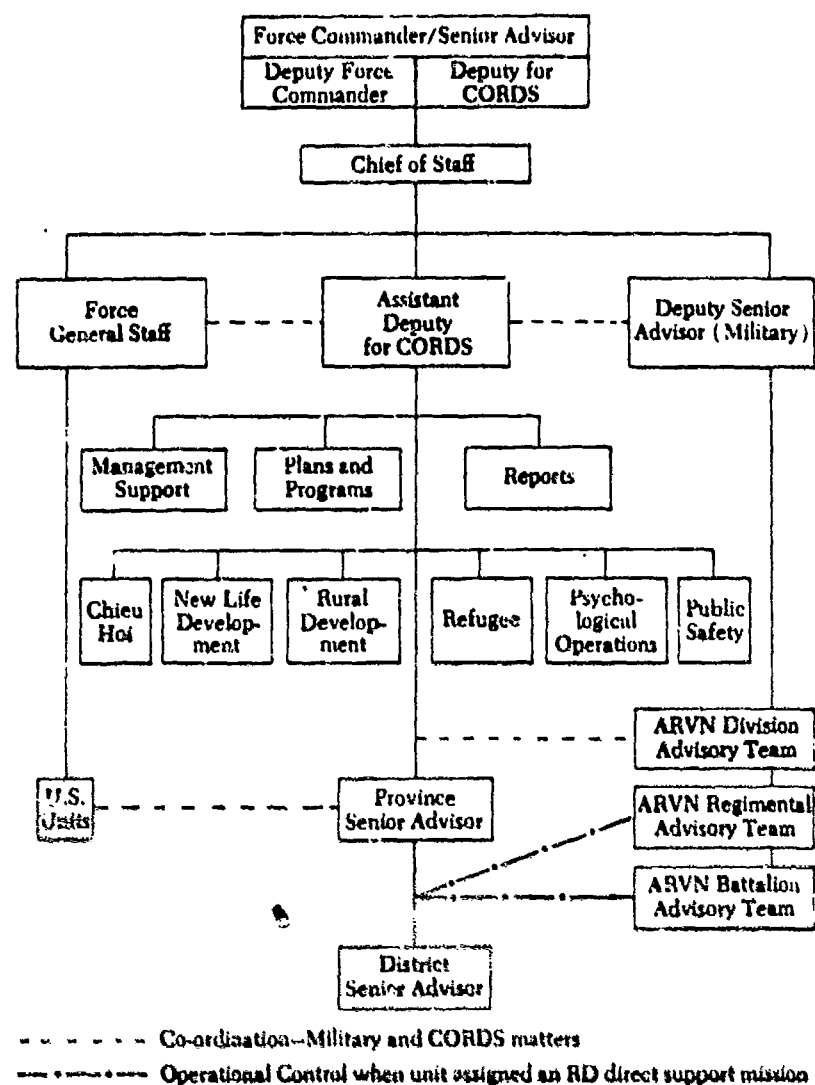 Force Commander/Senior Advisor
Deputy Force
Commander
Deputy for
CORDS
Chief of Staff
Force
General Staff
Assistant
Deputy
for CORDS
Deputy Senior
Advisor (Military)
Management
Support
Plans and
Programs
Reports
Chieu
Hoi
New Life
Develop-
ment
Rural
Develop-
ment
Refugee
Psycho-
logical
Operations
Public
Safety
ARVN Division
Advisory Team
U.S.
Units
Province
Senior Advisor
ARVN Regimental
Advisory Team
ARVN Battalion
Advisory Team
District
Senior Advisor
Co-ordination–Military and CORDS matters
Operational Control when unit assigned an RD direct support mission